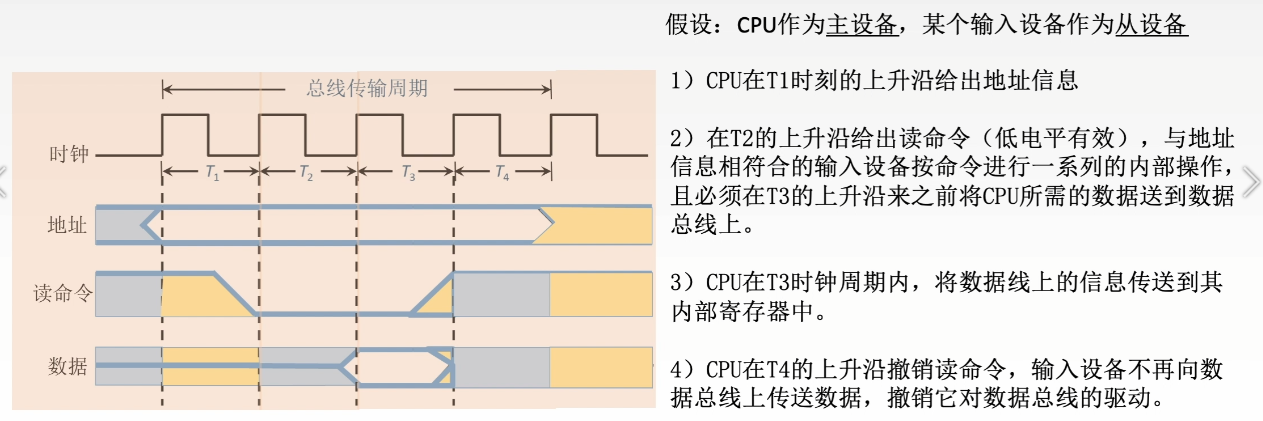 假设：CPU作为主设备，某个输入设备作为从设备
总线传输周期
时钟
T1
T2
T3
T4
地址
读命令
数据
1）CPU在T1时刻的上升沿给出地址信息
2）在T2的上升沿给出读命令（低电平有效），与地址
信息相符合的输入设备按命令进行一系列的内部操作，
且必须在T3的上升沿来之前将CPU所需的数据送到数据
总线上。
3）CPU在T3时钟周期内，将数据线上的信息传送到其
内部寄存器中。
4）CPU在T4的上升沿撤销读命令，输入设备不再向数
据总线上传送数据，撤销它对数据总线的驱动。